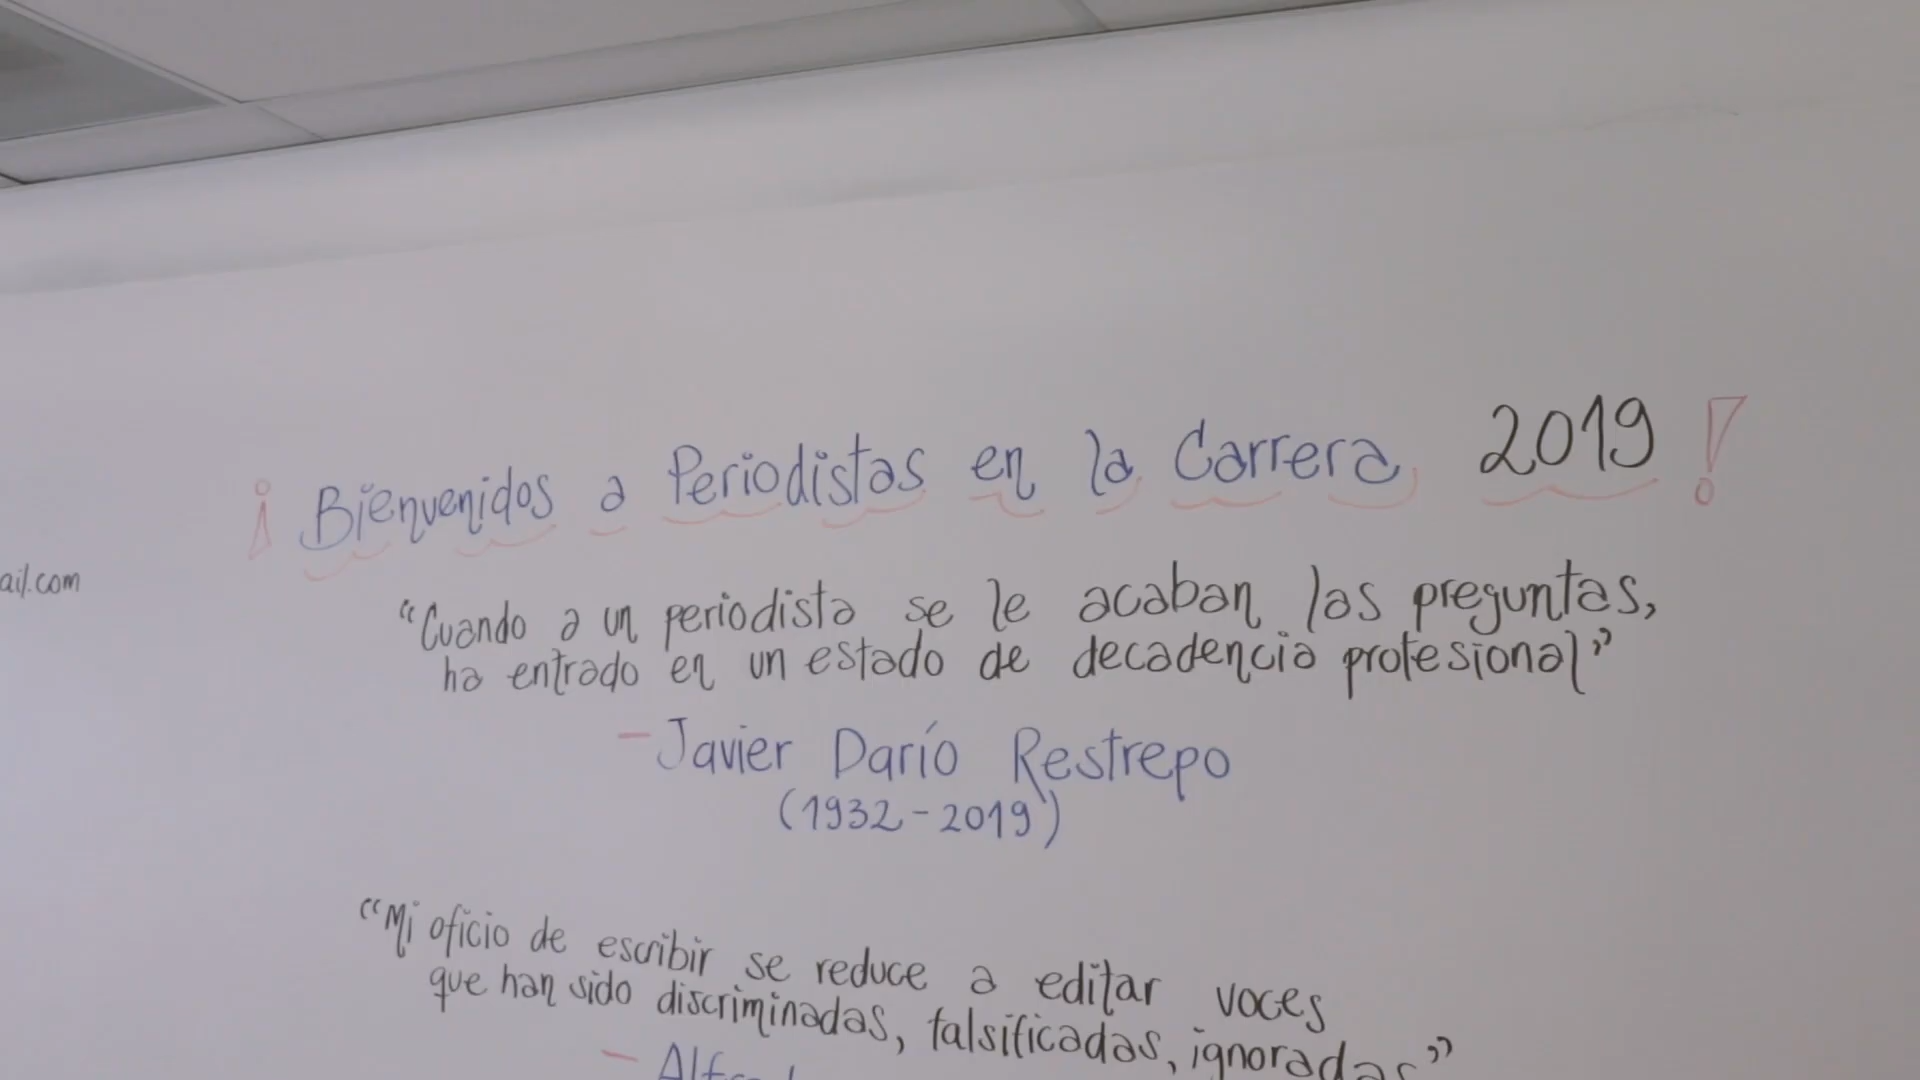 ¡Bienvenidos a Periodistas en la Carrera 2019!
ail.com
"Cuando a un periodista se le acaban las preguntas,
ha entrado en un estado de decadencia profesional"
- Javier Darío Restrepo
(1932 - 2019)
"Mi oficio de escribir se reduce a editar voces
que han sido discriminadas, falsificadas, ignoradas"